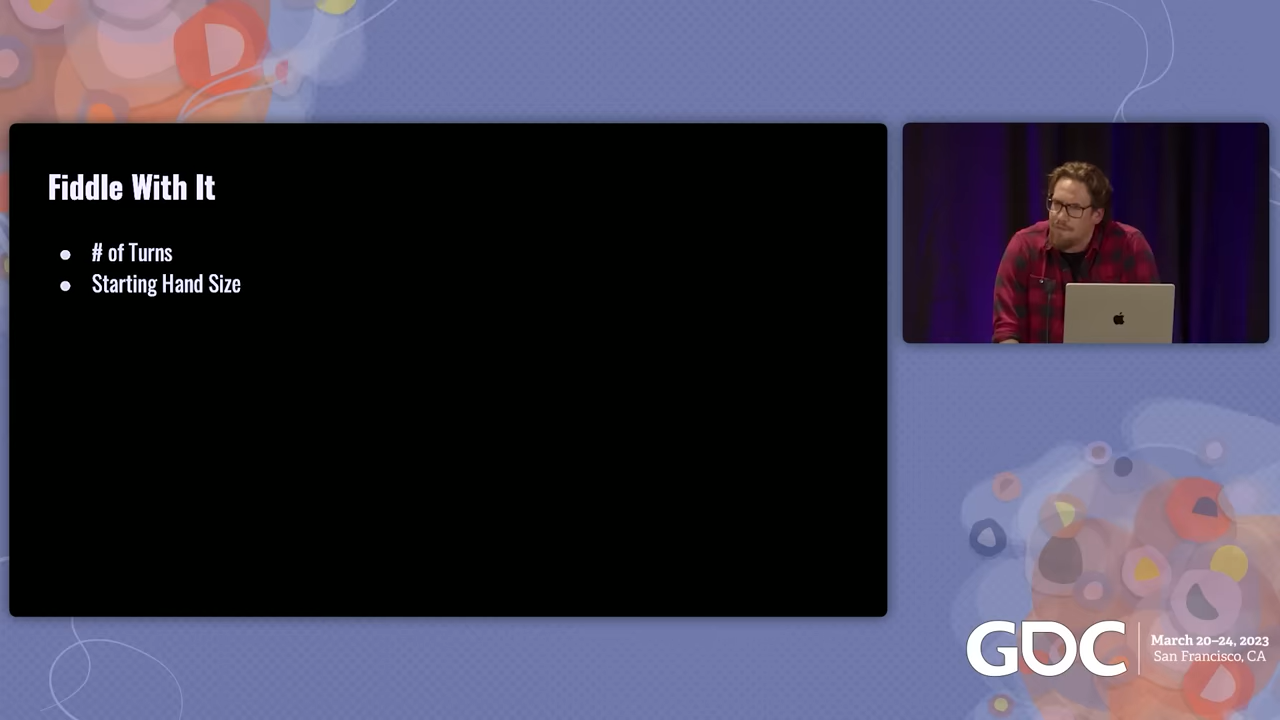 Fiddle With It
# of Turns
Starting Hand Size
GDC
March 20–24, 2023
San Francisco, CA